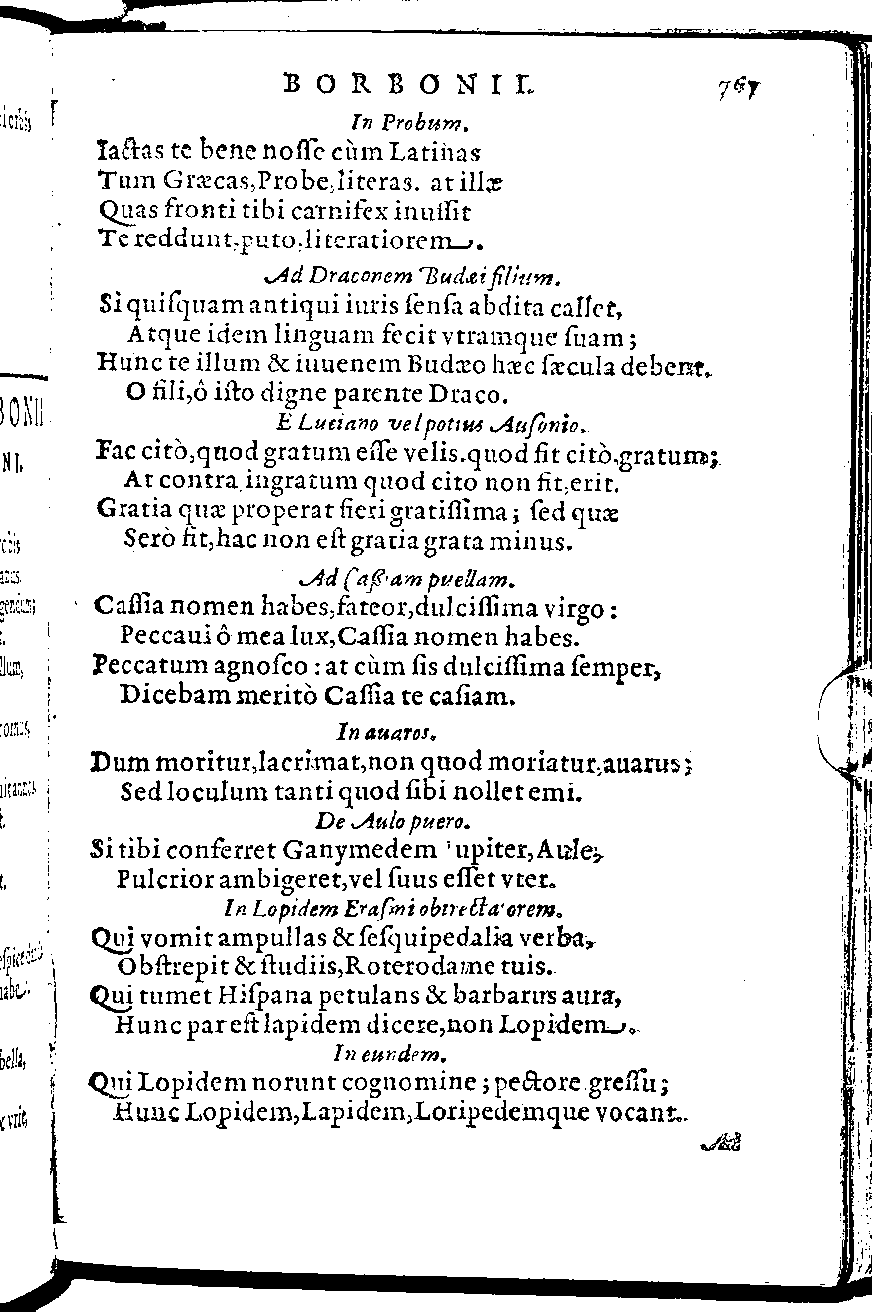 BORBONII. 767
In Probum.
Iactas te bene nosse cùm Latinas
Tum Græcas, Probe, literas. at illæ
Quas fronti tibi carnifex inussit
Te reddunt, puto, literatiorem.
Ad Draconem Budæi filium.
Si quisquam antiqui iuris sensa abdita callet,
Atque idem linguam fecit vtramque suam;
Hunc te illum & iuuenem Budæo hæc sæcula debent.
O fili, ô isto digne parente Draco.
E Luciano vel potius Ausonio.
Fac citò, quod gratum esse velis. quod fit citò, gratum;
At contra ingratum quod cito non fit, erit.
Gratia quæ properat fieri gratissima; sed quæ
Serò fit, hac non est gratia grata minus.
Ad Cassiam puellam.
Cassia nomen habes, fateor, dulcissima virgo:
Peccaui ô mea lux, Cassia nomen habes.
Peccatum agnosco: at cùm sis dulcissima semper,
Dicebam meritò Cassia te casiam.
In auaros.
Dum moritur, lacrimat, non quod moriatur, auarus;
Sed loculum tanti quod sibi nollet emi.
De Aulo puero.
Si tibi conferret Ganymedem Iupiter, Aule,
Pulcrior ambigeret, vel suus esset vter.
In Lopidem Erasmi obtrectatorem.
Qui vomit ampullas & sesquipedalia verba,
Obstrepit & studiis, Roterodame tuis.
Qui tumet Hispana petulans & barbarus aura,
Hunc par est lapidem dicere, non Lopidem.
In eundem.
Qui Lopidem norunt cognomine; pectore gressu;
Hunc Lopidem, Lapidem, Loripedemque vocant.
Ad